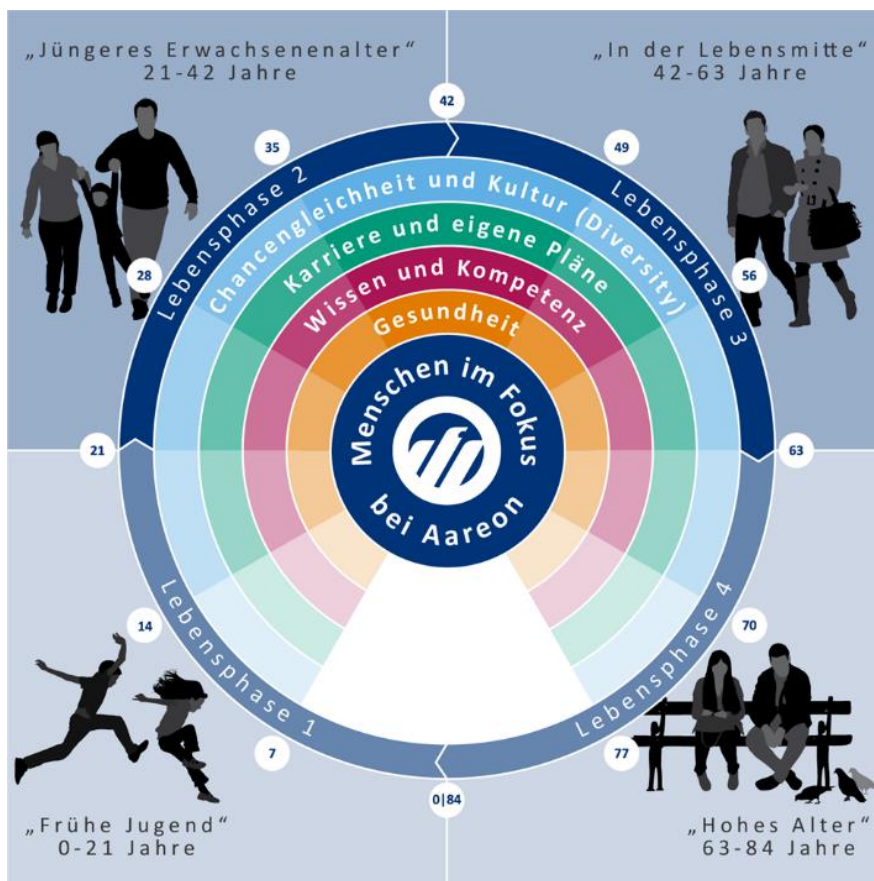 „Jüngeres Erwachsenenalter“
21-42 Jahre
„In der Lebensmitte“
42-63 Jahre
42
35
49
28
56
21
63
14
70
7
77
0|84
Lebensphase 2
Lebensphase 3
Lebensphase 1
Lebensphase 4
Chancengleichheit und Kultur (Diversity)
Karriere und eigene Pläne
Wissen und Kompetenz
Gesundheit
Menschen im Fokus
bei Aareon
„Frühe Jugend“
0-21 Jahre
„Hohes Alter“
63-84 Jahre